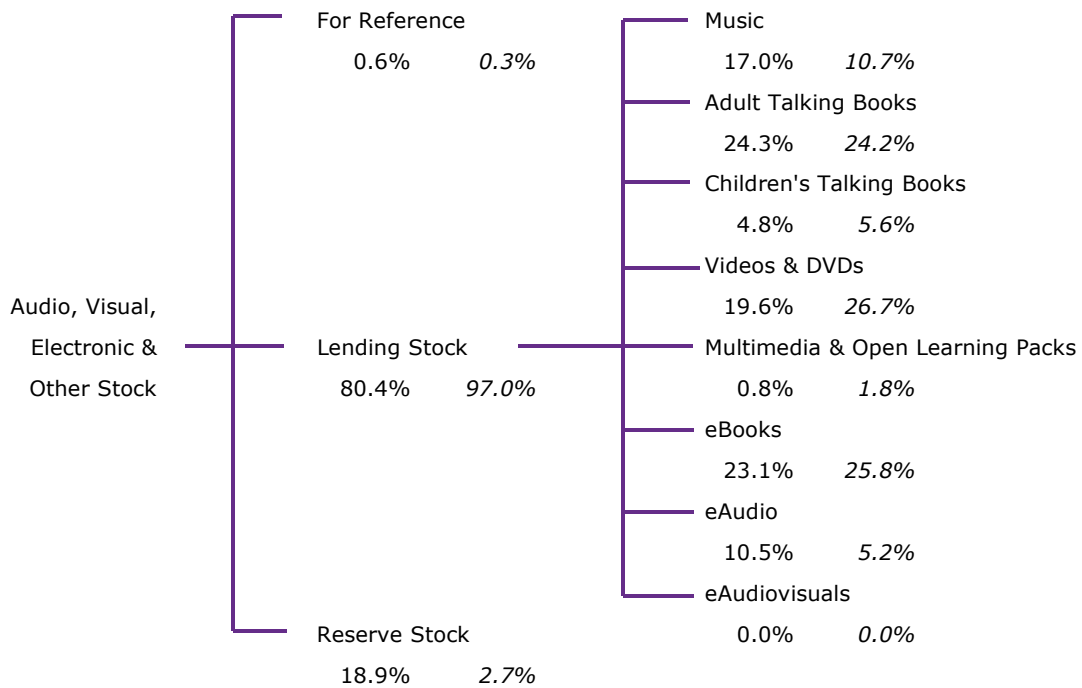 Audio, Visual,
Electronic &
Other Stock
For Reference
0.6% 0.3%
Lending Stock
80.4% 97.0%
Reserve Stock
18.9% 2.7%
Music
17.0% 10.7%
Adult Talking Books
24.3% 24.2%
Children's Talking Books
4.8% 5.6%
Videos & DVDs
19.6% 26.7%
Multimedia & Open Learning Packs
0.8% 1.8%
eBooks
23.1% 25.8%
eAudio
10.5% 5.2%
eAudiovisuals
0.0% 0.0%